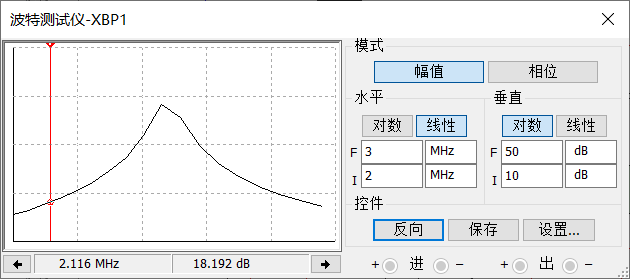 波特测试仪-XBP1
模式
幅值 相位
水平 垂直
对数 线性 对数 线性
F 3 MHz F 50 dB
I 2 MHz I 10 dB
控件
反向 保存 设置...
2.116 MHz 18.192 dB + 进 − + 出 −